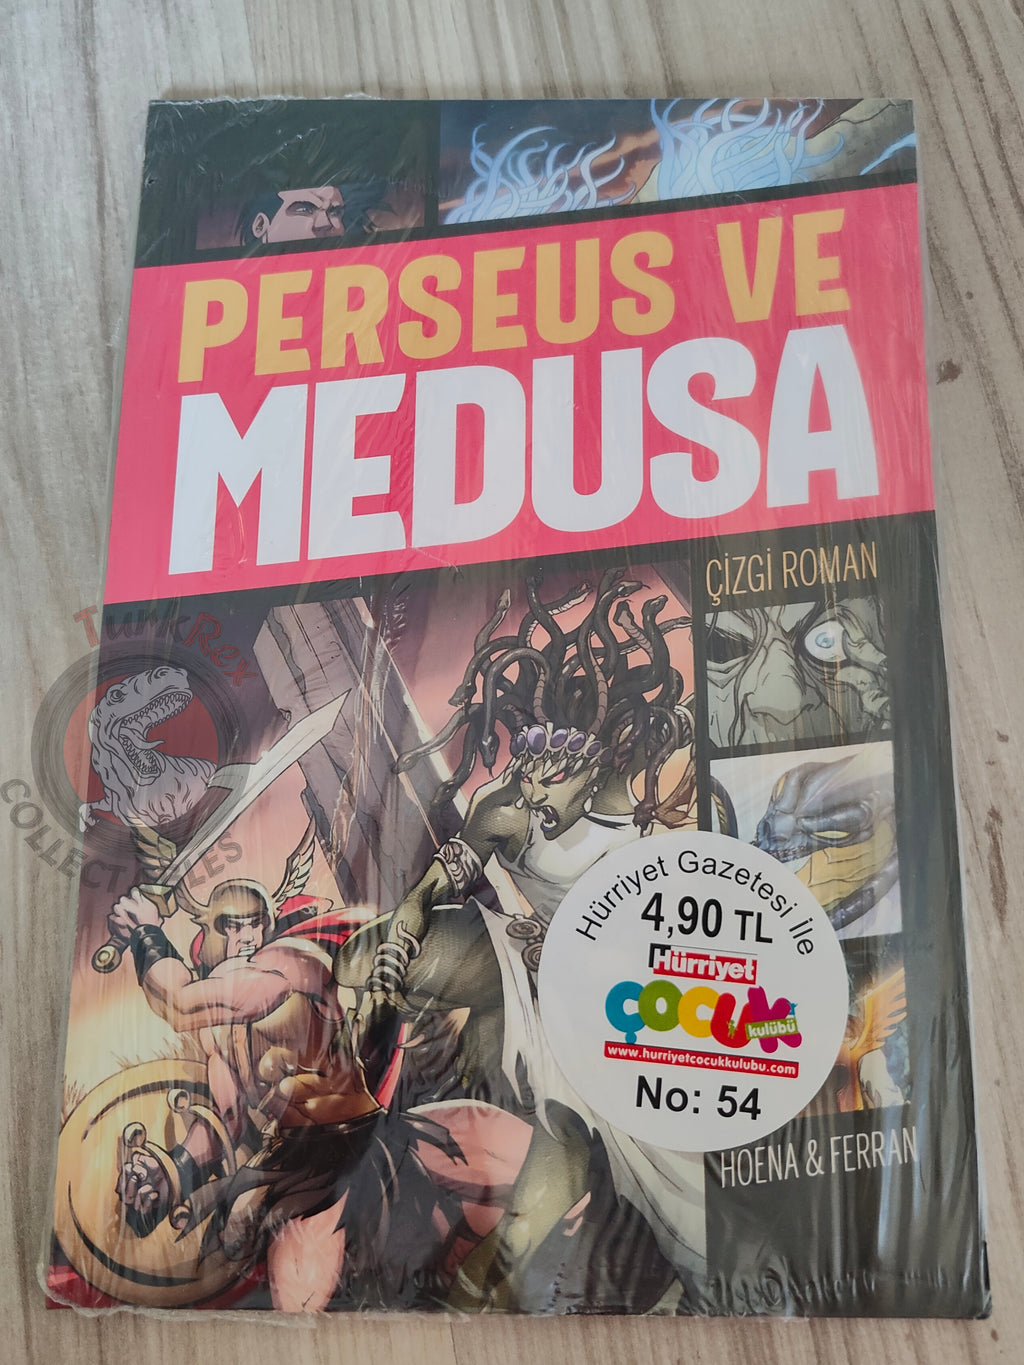 PERSEUS VE
MEDUSA
ÇİZGİ ROMAN
TurkRex
COLLECTIBLES
Hürriyet Gazetesi İle
4,90 TL
Hürriyet
ÇOCUK
kulübü
www.hurriyetcocukkulubu.com
No: 54
HOENA & FERRAN